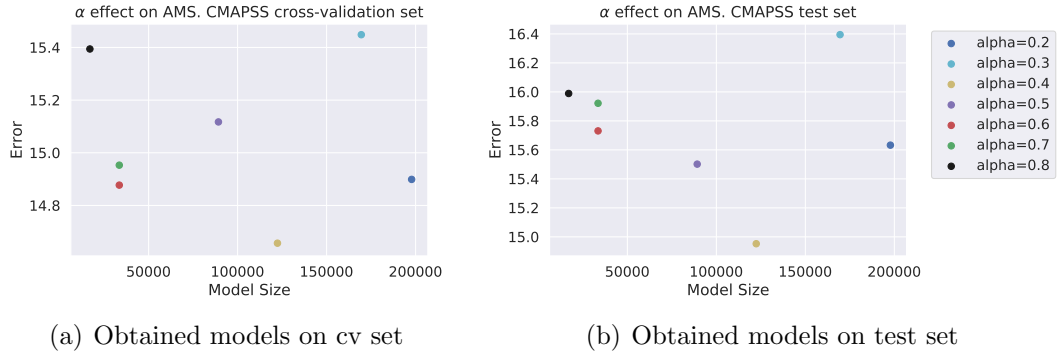 α effect on AMS. CMAPSS cross-validation set
15.4
15.2
15.0
14.8
Error
50000 100000 150000 200000
Model Size
(a) Obtained models on cv set
α effect on AMS. CMAPSS test set
16.4
16.2
16.0
15.8
15.6
15.4
15.2
15.0
Error
50000 100000 150000 200000
Model Size
(b) Obtained models on test set
alpha=0.2
alpha=0.3
alpha=0.4
alpha=0.5
alpha=0.6
alpha=0.7
alpha=0.8